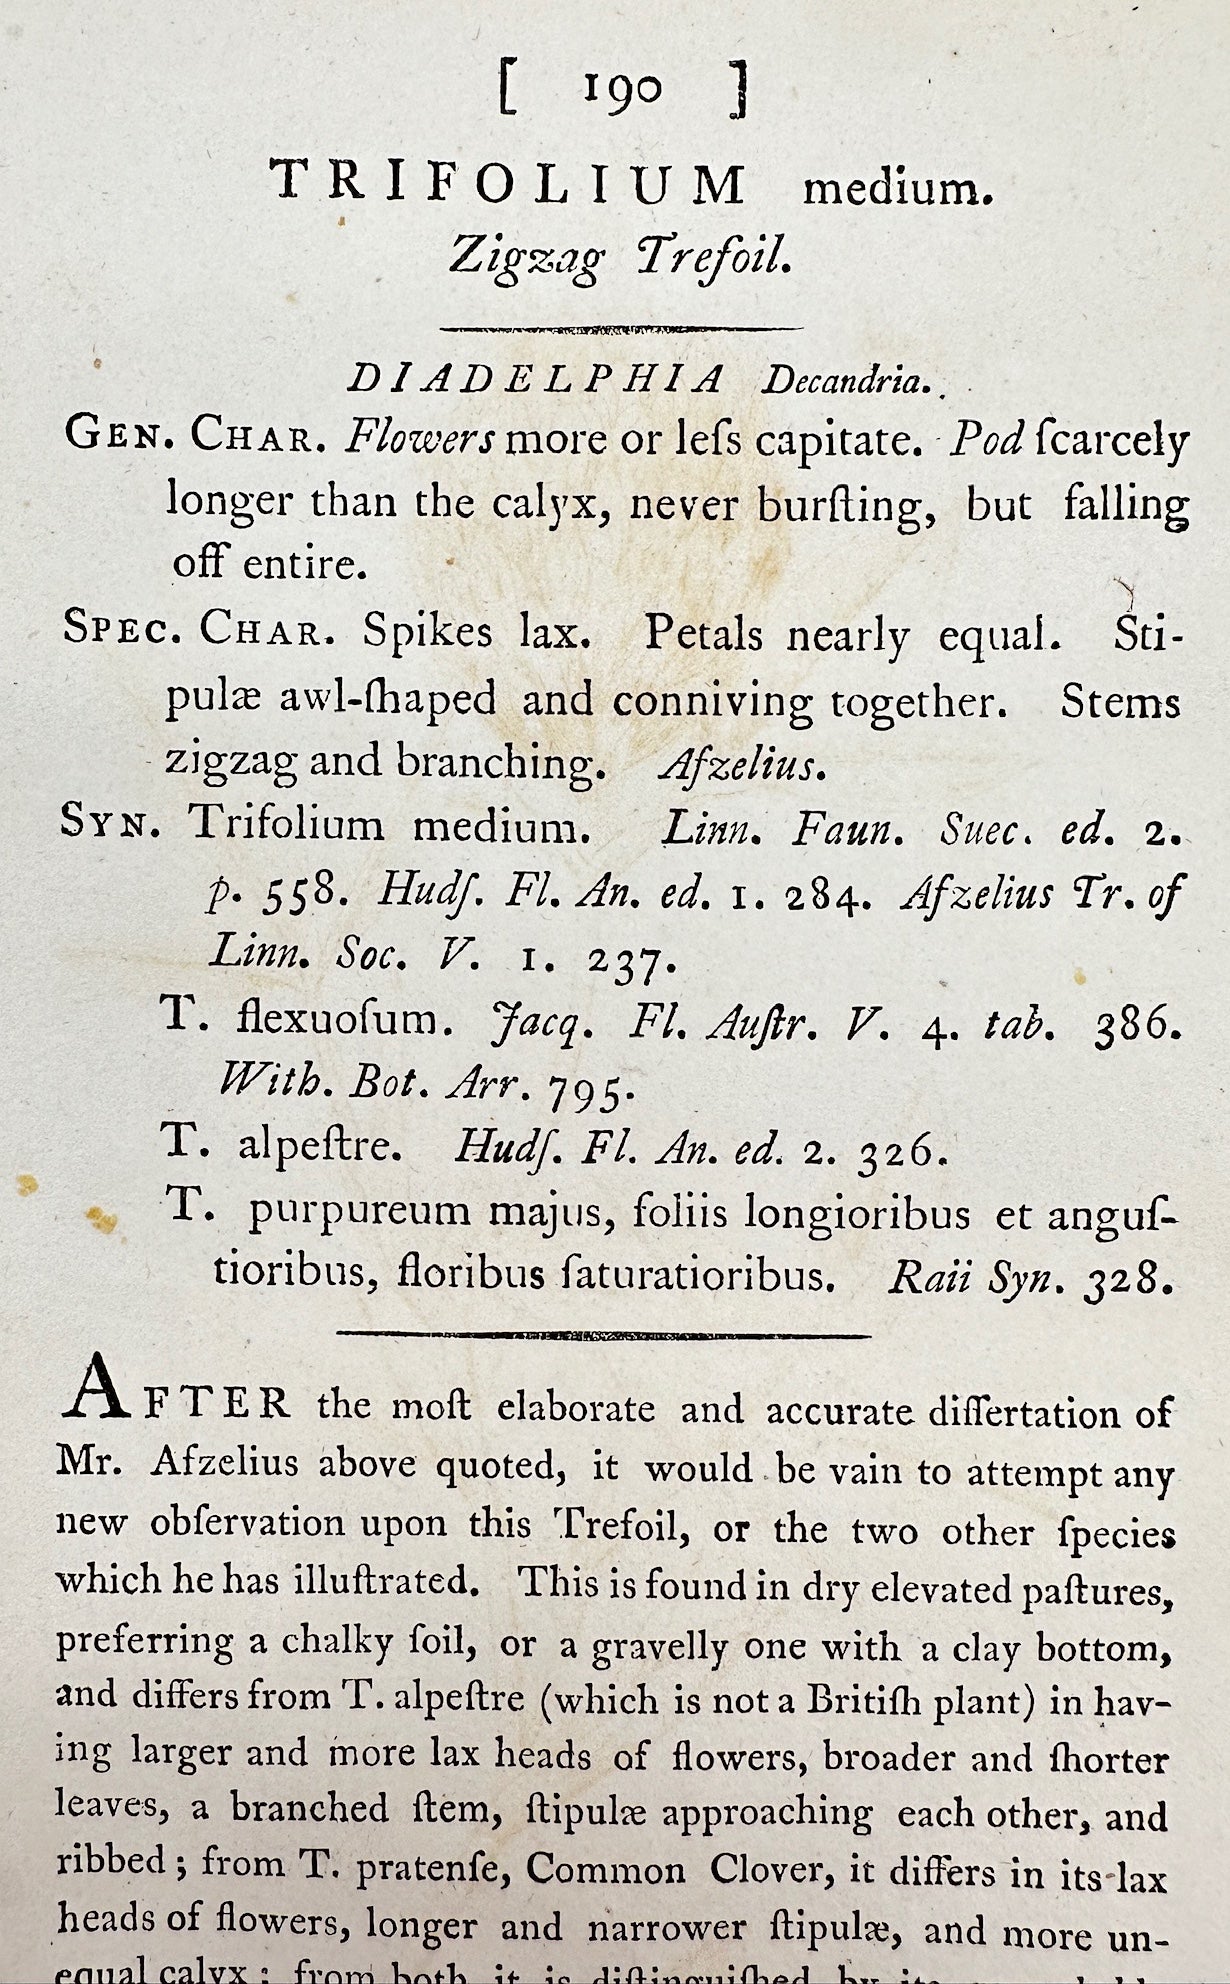 [ 190 ]
TRIFOLIUM medium.
Zigzag Trefoil.
DIADELPHIA Decandria.
GEN. CHAR. Flowers more or leſs capitate. Pod ſcarcely
longer than the calyx, never burſting, but falling
off entire.
SPEC. CHAR. Spikes lax. Petals nearly equal. Sti-
pulæ awl-ſhaped and conniving together. Stems
zigzag and branching. Afzelius.
SYN. Trifolium medium. Linn. Faun. Suec. ed. 2.
p. 558. Hudſ. Fl. An. ed. 1. 284. Afzelius Tr. of
Linn. Soc. V. 1. 237.
T. flexuoſum. Jacq. Fl. Auſtr. V. 4. tab. 386.
With. Bot. Arr. 795.
T. alpeſtre. Hudſ. Fl. An. ed. 2. 326.
T. purpureum majus, foliis longioribus et anguſ-
tioribus, floribus ſaturatioribus. Raii Syn. 328.
AFTER the moſt elaborate and accurate diſſertation of
Mr. Afzelius above quoted, it would be vain to attempt any
new obſervation upon this Trefoil, or the two other ſpecies
which he has illuſtrated. This is found in dry elevated paſtures,
preferring a chalky ſoil, or a gravelly one with a clay bottom,
and differs from T. alpeſtre (which is not a Britiſh plant) in hav-
ing larger and more lax heads of flowers, broader and ſhorter
leaves, a branched ſtem, ſtipulæ approaching each other, and
ribbed; from T. pratenſe, Common Clover, it differs in its lax
heads of flowers, longer and narrower ſtipulæ, and more un-
equal calyx; from both it is diſtinguiſhed by its